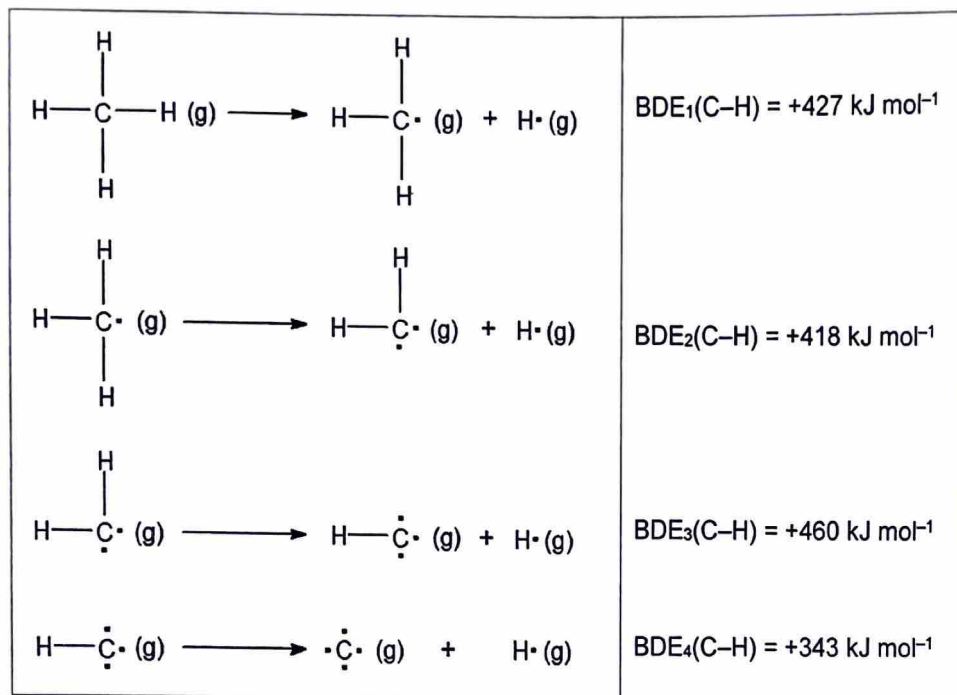 H
H—C—H (g) ⟶ H—C· (g) + H·(g) BDE₁(C–H) = +427 kJ mol⁻¹
H
H
H
H
H—C· (g) ⟶ H—C· (g) + H·(g) BDE₂(C–H) = +418 kJ mol⁻¹
H
H
H
H—C· (g) ⟶ H—C· (g) + H·(g) BDE₃(C–H) = +460 kJ mol⁻¹
H—C· (g) ⟶ ·C· (g) + H·(g) BDE₄(C–H) = +343 kJ mol⁻¹